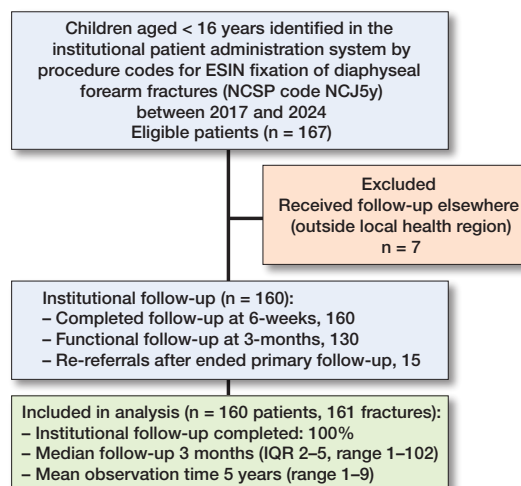 Children aged < 16 years identified in the
institutional patient administration system by
procedure codes for ESIN fixation of diaphyseal
forearm fractures (NCSP code NCJ5y)
between 2017 and 2024
Eligible patients (n = 167)
Excluded
Received follow-up elsewhere
(outside local health region)
n = 7
Institutional follow-up (n = 160):
– Completed follow-up at 6-weeks, 160
– Functional follow-up at 3-months, 130
– Re-referrals after ended primary follow-up, 15
Included in analysis (n = 160 patients, 161 fractures):
– Institutional follow-up completed: 100%
– Median follow-up 3 months (IQR 2–5, range 1–102)
– Mean observation time 5 years (range 1–9)